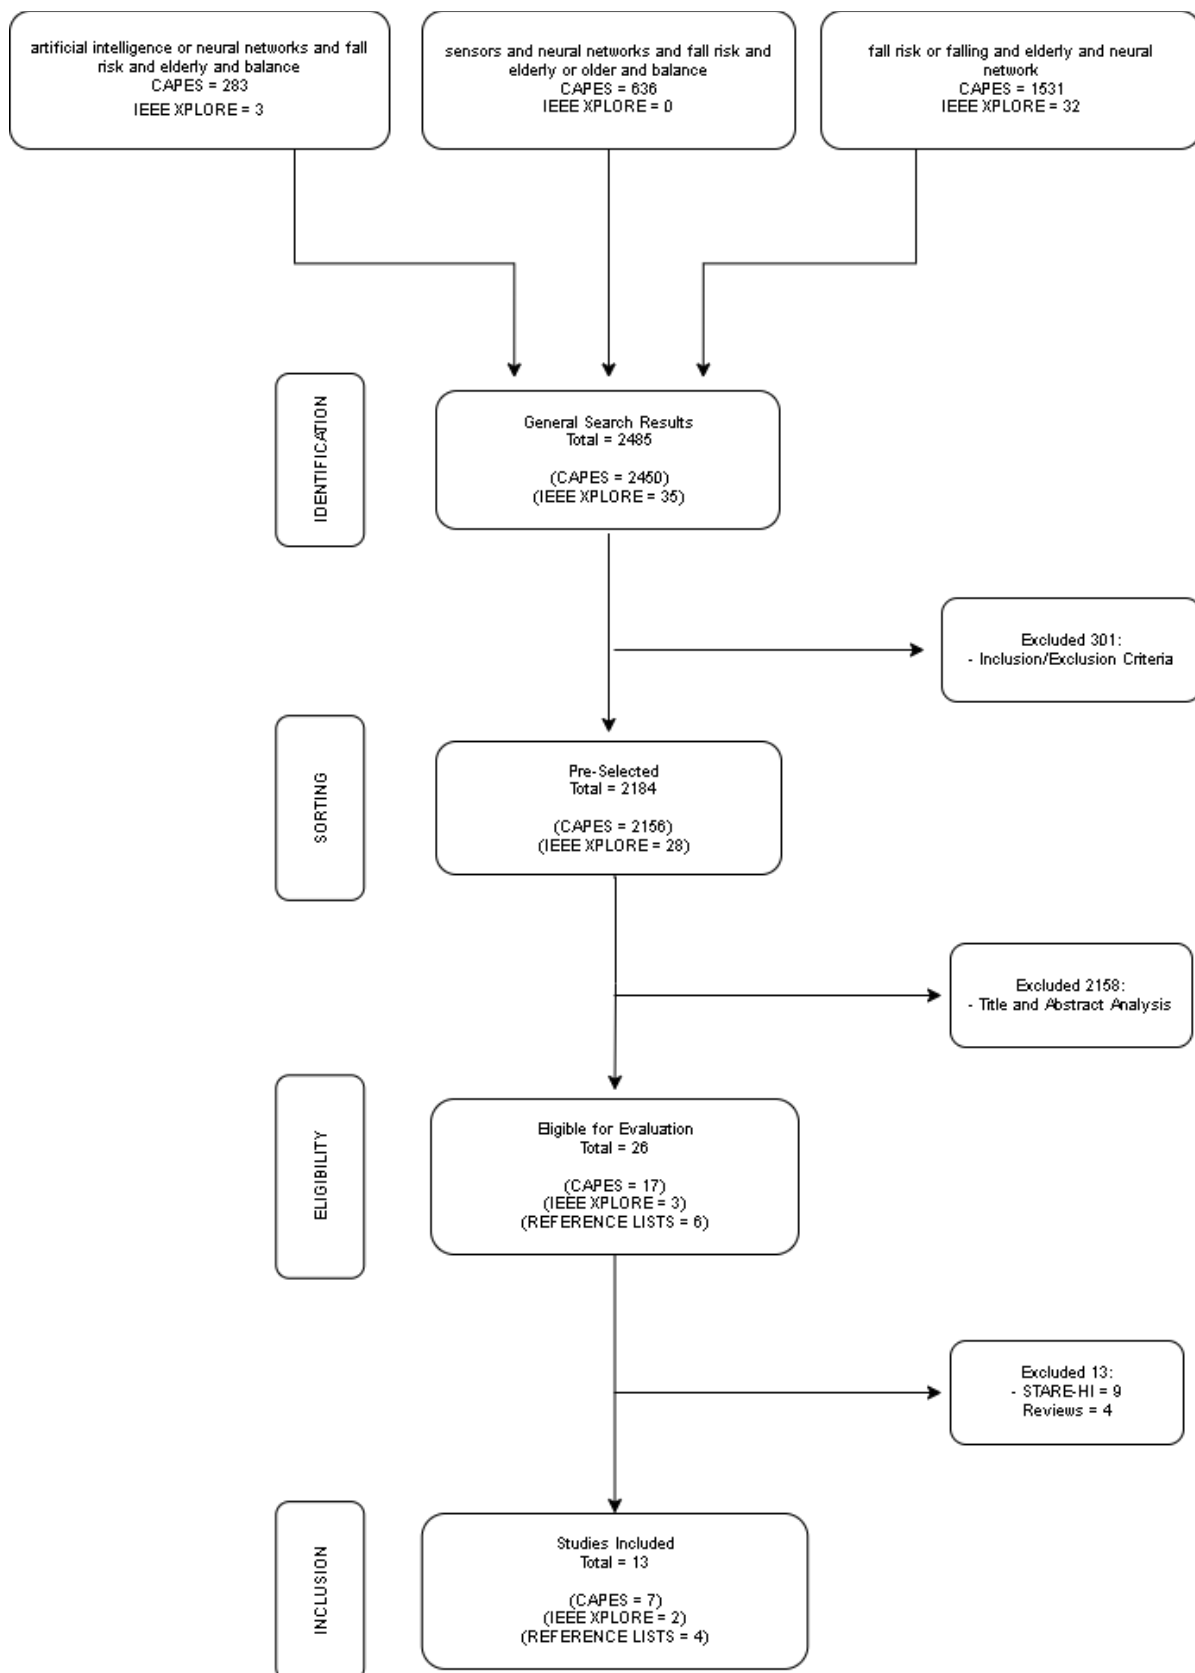 artificial intelligence or neural networks and fall
risk and elderly and balance
CAPES = 283
IEEE XPLORE = 3
sensors and neural networks and fall risk and
elderly or older and balance
CAPES = 636
IEEE XPLORE = 0
fall risk or falling and elderly and neural
network
CAPES = 1531
IEEE XPLORE = 32
IDENTIFICATION
General Search Results
Total = 2485
(CAPES = 2450)
(IEEE XPLORE = 35)
Excluded 301:
- Inclusion/Exclusion Criteria
SORTING
Pre-Selected
Total = 2184
(CAPES = 2156)
(IEEE XPLORE = 28)
Excluded 2158:
- Title and Abstract Analysis
ELIGIBILITY
Eligible for Evaluation
Total = 26
(CAPES = 17)
(IEEE XPLORE = 3)
(REFERENCE LISTS = 6)
Excluded 13:
- STARE-HI = 9
Reviews = 4
INCLUSION
Studies Included
Total = 13
(CAPES = 7)
(IEEE XPLORE = 2)
(REFERENCE LISTS = 4)